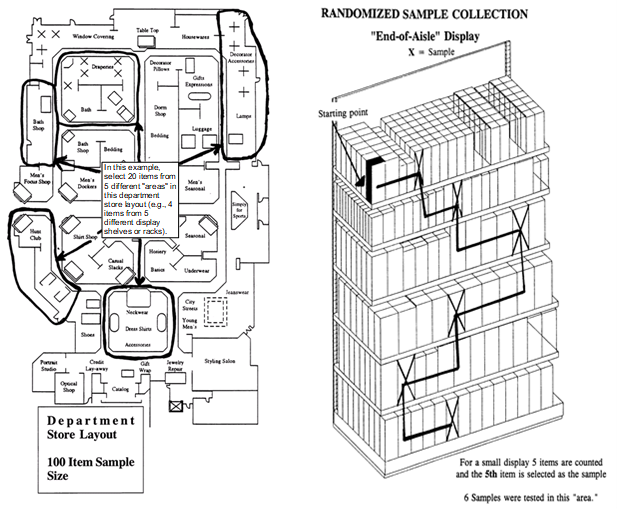 Window Covering
Table Top
Housewares
Decorator
Accessories
Draperies
Decorator
Pillows
Gifts
Expressions
Bath
Bath
Shop
Dorm
Shop
Lamps
Luggage
Bedding
Bath
Shop
Bedding
Men's
Focus Shop
Men's
Dockers
Men's
Seasonal
In this example,
select 20 items from
5 different "areas" in
this department
store layout (e.g., 4
items from 5
different display
shelves or racks).
Simply
for
Sports
Hunt
Club
Shirt Shop
Seasonal
Casual
Slacks
Hosiery
Basics
Underwear
Jeanswear
Neckwear
Dress Shirts
Accessories
City
Streets
Young
Men's
Shoes
Portrait
Studio
Credit
Lay-away
Gift
Wrap
Jewelry
Repair
Styling Salon
Optical
Shop
Catalog
Department
Store Layout
100 Item Sample
Size
RANDOMIZED SAMPLE COLLECTION
"End-of-Aisle" Display
X = Sample
Starting point
For a small display 5 items are counted
and the 5th item is selected as the sample
6 Samples were tested in this "area."